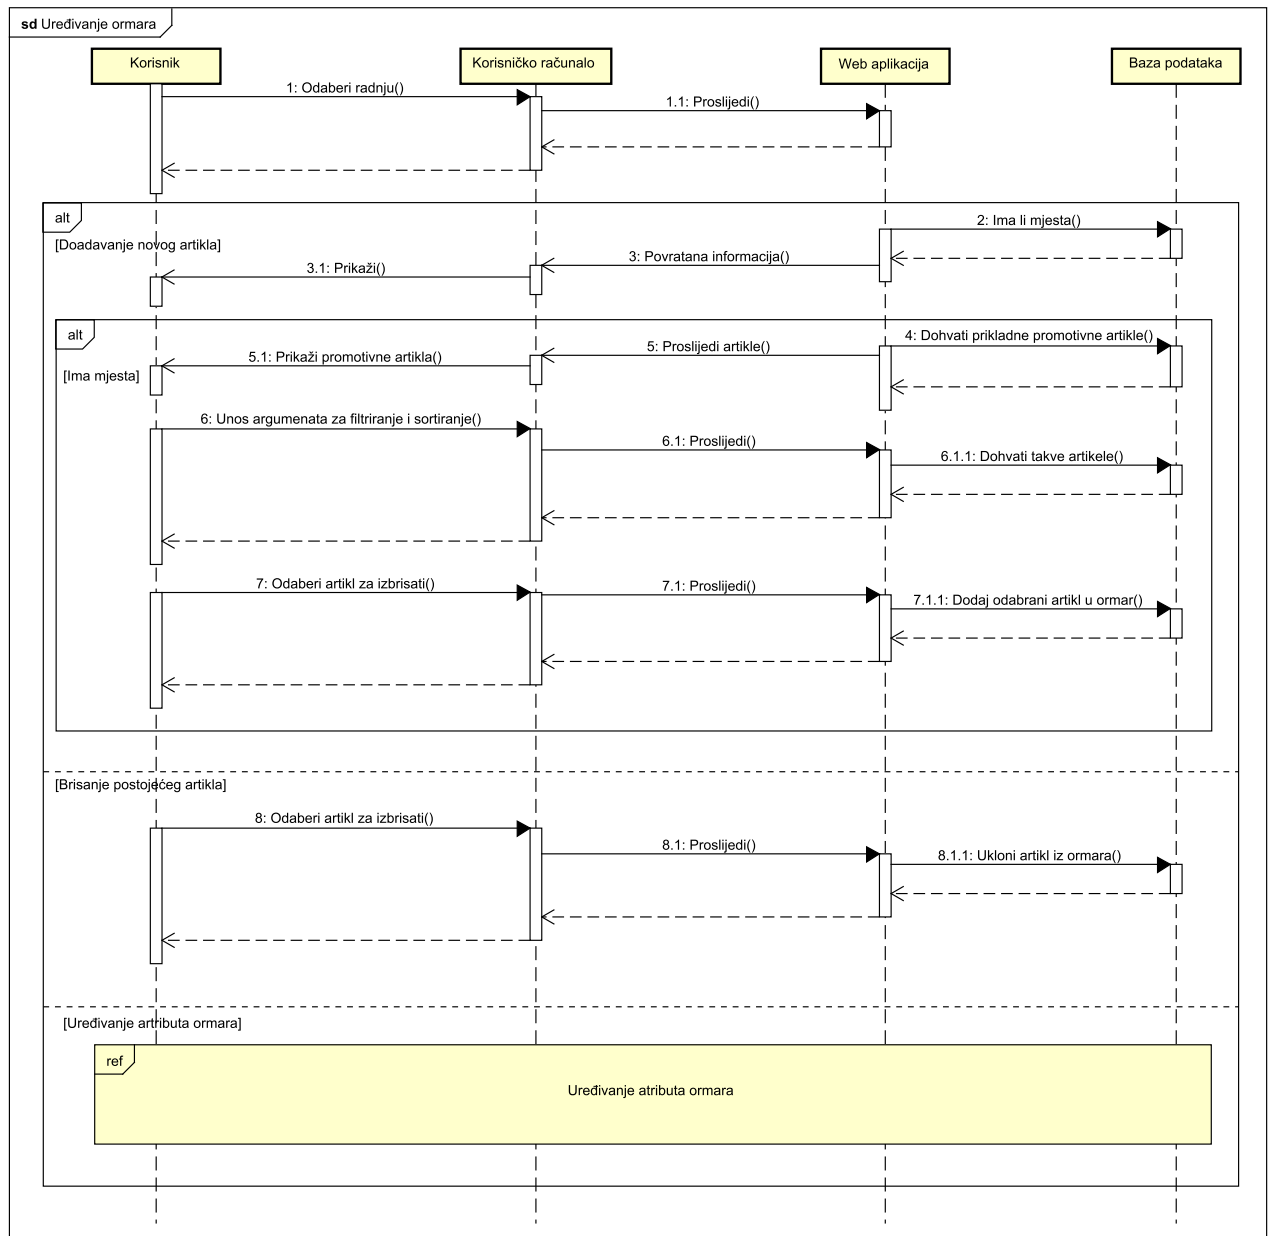 sd Uređivanje ormara
Korisnik
Korisničko računalo
Web aplikacija
Baza podataka
1: Odaberi radnju()
1.1: Proslijedi()
alt
[Doadavanje novog artikla]
2: Ima li mjesta()
3: Povratana informacija()
3.1: Prikaži()
alt
[Ima mjesta]
4: Dohvati prikladne promotivne artikle()
5: Proslijedi artikle()
5.1: Prikaži promotivne artikla()
6: Unos argumenata za filtriranje i sortiranje()
6.1: Proslijedi()
6.1.1: Dohvati takve artikele()
7: Odaberi artikl za izbrisati()
7.1: Proslijedi()
7.1.1: Dodaj odabrani artikl u ormar()
[Brisanje postojećeg artikla]
8: Odaberi artikl za izbrisati()
8.1: Proslijedi()
8.1.1: Ukloni artikl iz ormara()
[Uređivanje artributa ormara]
ref
Uređivanje atributa ormara